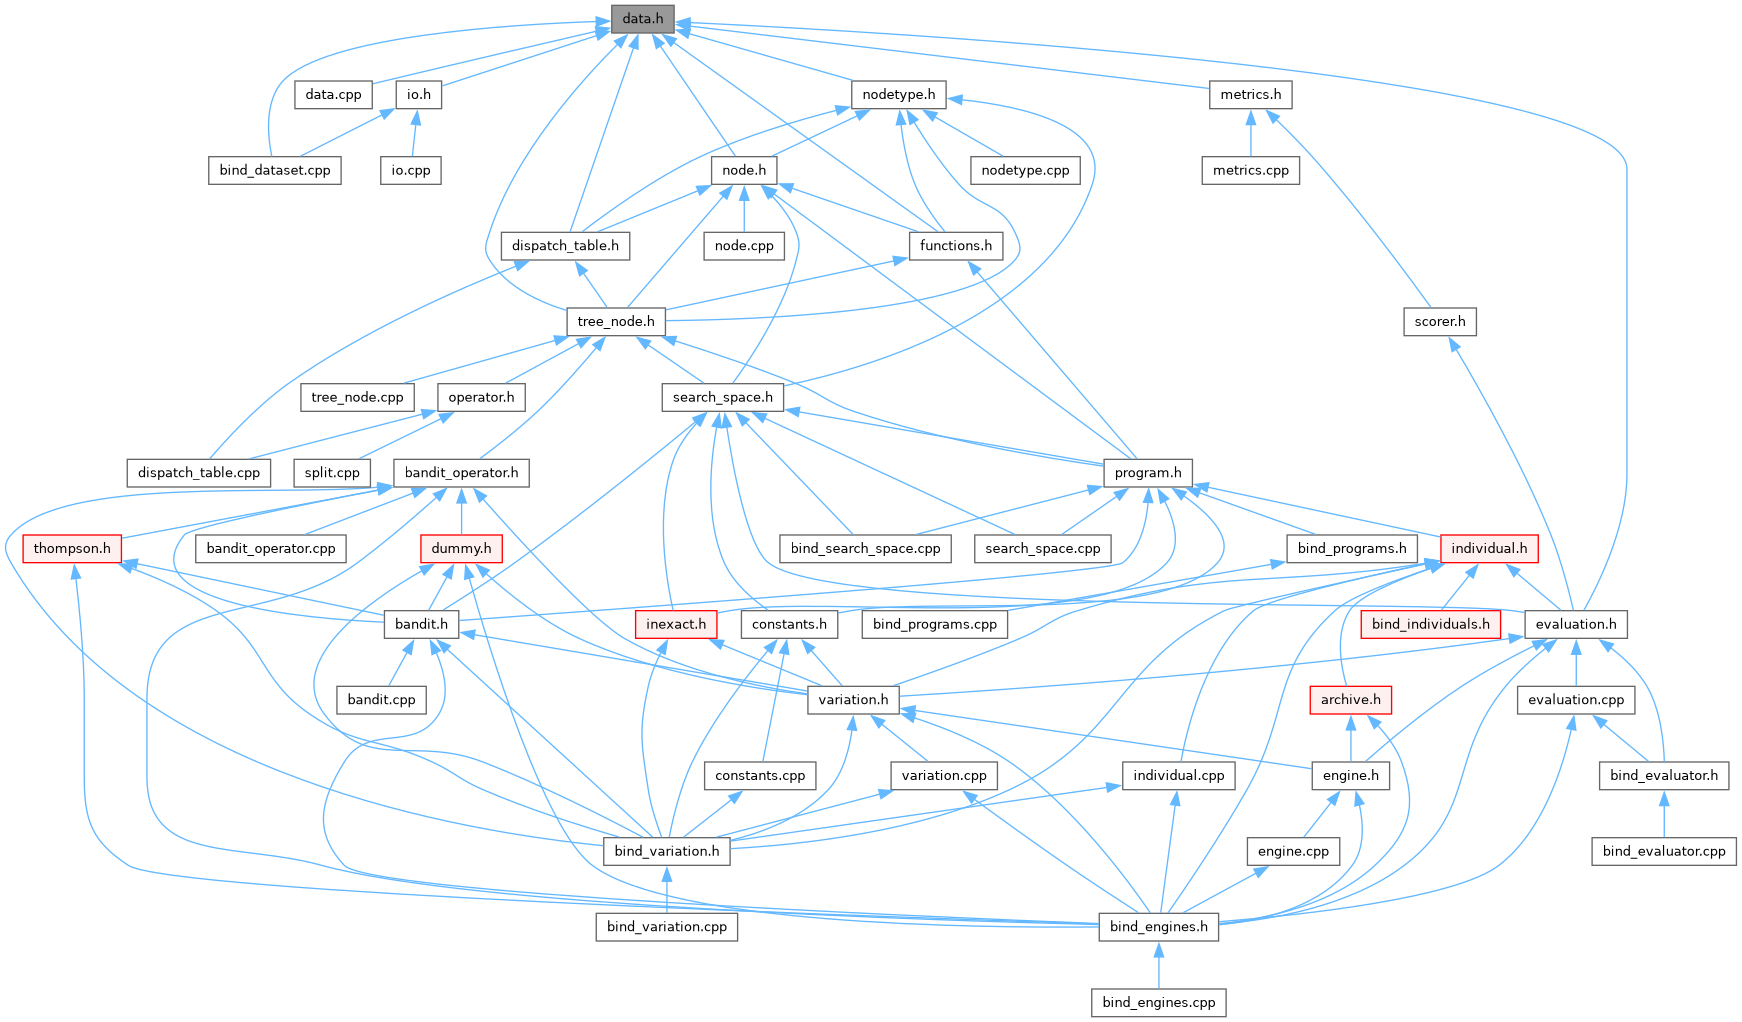 data.h
data.cpp
io.h
nodetype.h
metrics.h
bind_dataset.cpp
io.cpp
node.h
nodetype.cpp
metrics.cpp
dispatch_table.h
node.cpp
functions.h
tree_node.h
scorer.h
tree_node.cpp
operator.h
search_space.h
dispatch_table.cpp
split.cpp
bandit_operator.h
program.h
thompson.h
bandit_operator.cpp
dummy.h
bind_search_space.cpp
search_space.cpp
bind_programs.h
individual.h
bandit.h
inexact.h
constants.h
bind_programs.cpp
bind_individuals.h
evaluation.h
bandit.cpp
variation.h
archive.h
evaluation.cpp
constants.cpp
variation.cpp
individual.cpp
engine.h
bind_evaluator.h
bind_variation.h
engine.cpp
bind_evaluator.cpp
bind_variation.cpp
bind_engines.h
bind_engines.cpp